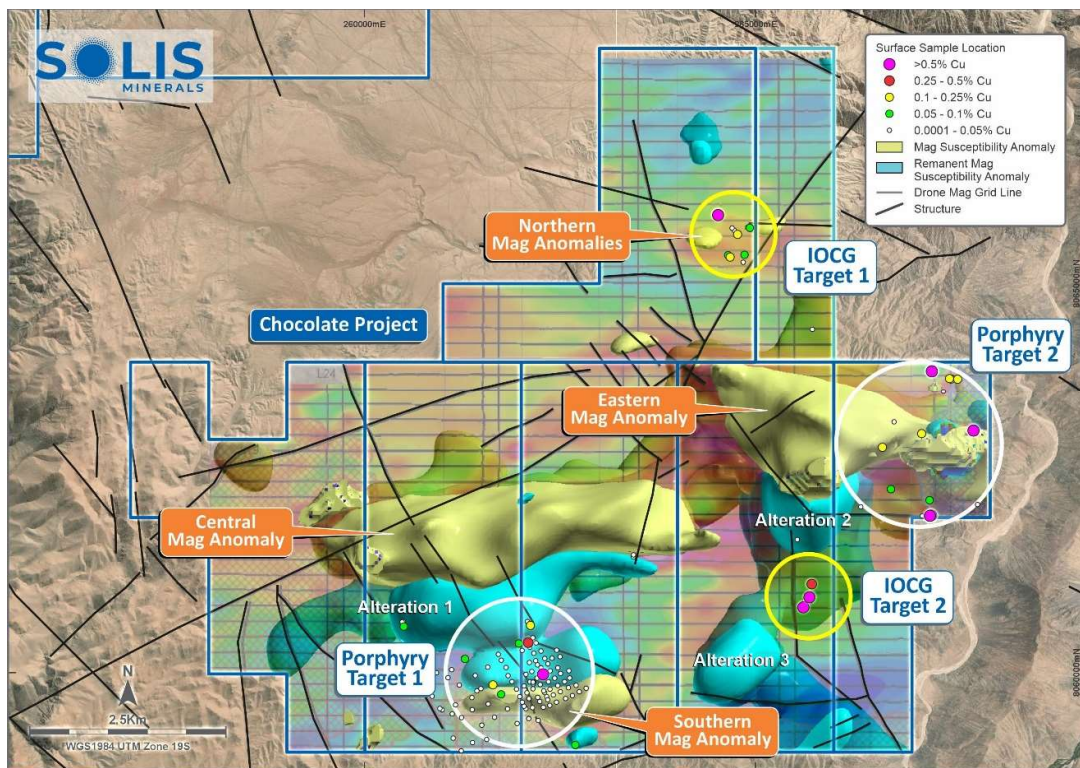 260000mE
265000mE
SOLIS
MINERALS
Surface Sample Location
>0.5% Cu
0.25 - 0.5% Cu
0.1 - 0.25% Cu
0.05 - 0.1% Cu
0.0001 - 0.05% Cu
Mag Susceptibility Anomaly
Remanent Mag
Susceptibility Anomaly
Drone Mag Grid Line
Structure
Northern
Mag Anomalies
IOCG
Target 1
8065000mN
Chocolate Project
Porphyry
Target 2
L24
Eastern
Mag Anomaly
Central
Mag Anomaly
Alteration 2
Alteration 1
IOCG
Target 2
Porphyry
Target 1
Alteration 3
N
8060000mN
2.5Km
Southern
Mag Anomaly
WGS1984 UTM Zone 19S